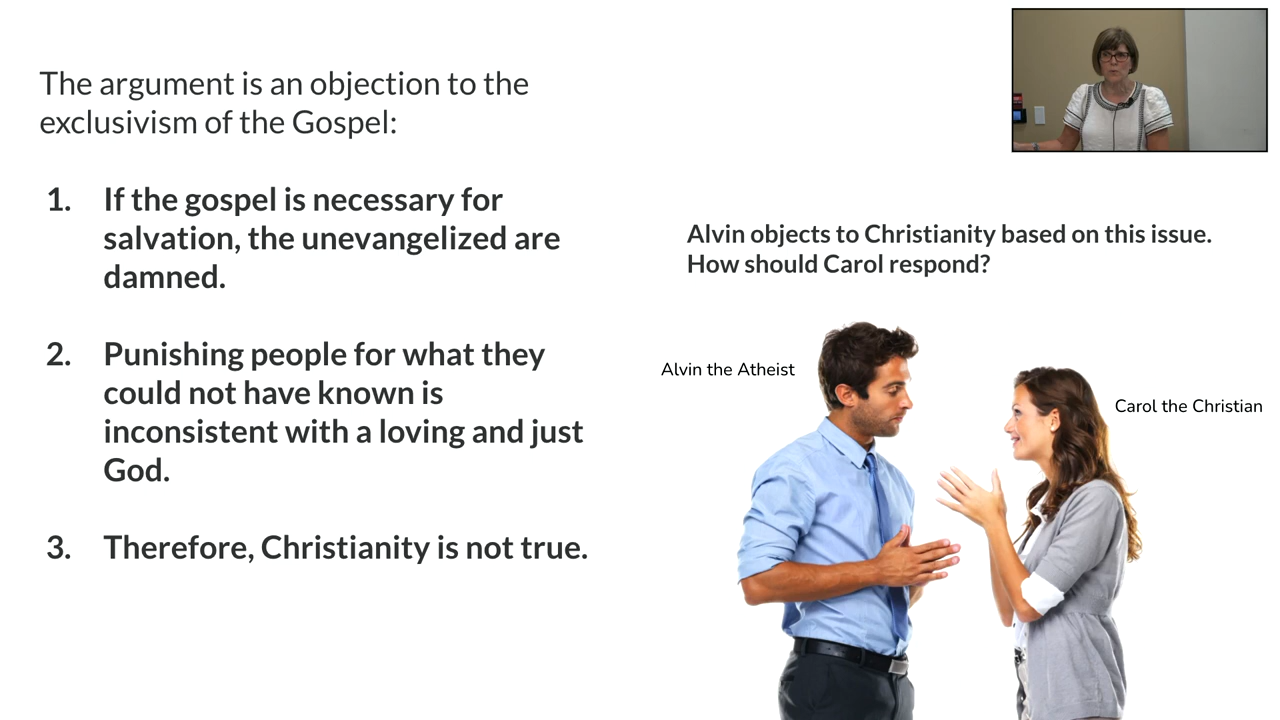 The argument is an objection to the
exclusivism of the Gospel:
1. If the gospel is necessary for
salvation, the unevangelized are
damned.
2. Punishing people for what they
could not have known is
inconsistent with a loving and just
God.
3. Therefore, Christianity is not true.
Alvin objects to Christianity based on this issue.
How should Carol respond?
Alvin the Atheist
Carol the Christian